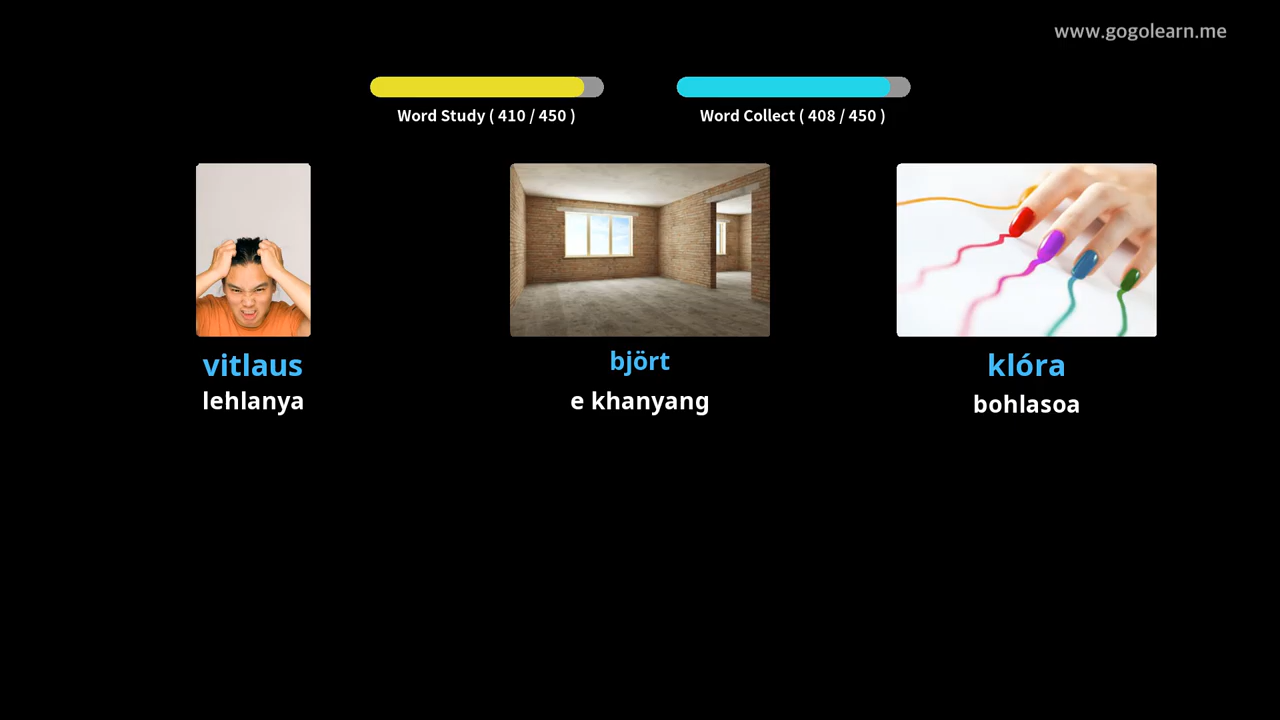 www.gogolearn.me
Word Study ( 410 / 450 )
Word Collect ( 408 / 450 )
vitlaus
lehlanya
björt
e khanyang
klóra
bohlasoa